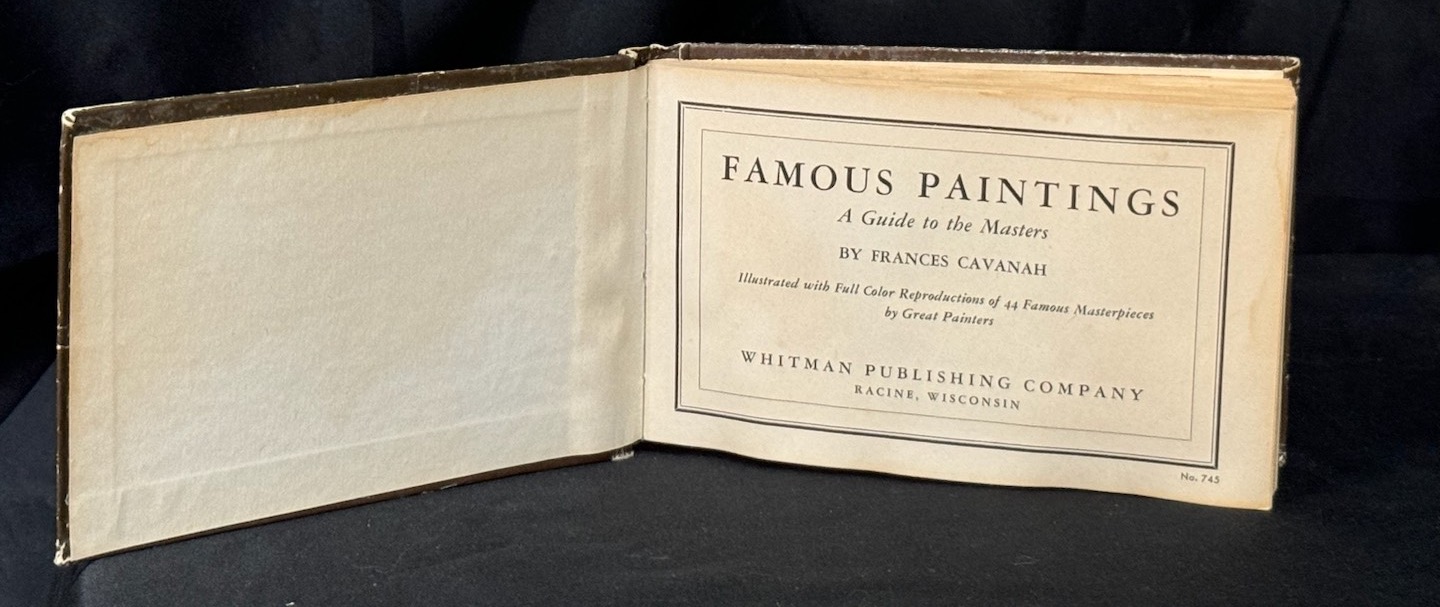 FAMOUS PAINTINGS
A Guide to the Masters
BY FRANCES CAVANAH
Illustrated with Full Color Reproductions of 44 Famous Masterpieces
by Great Painters
WHITMAN PUBLISHING COMPANY
RACINE, WISCONSIN
No. 745